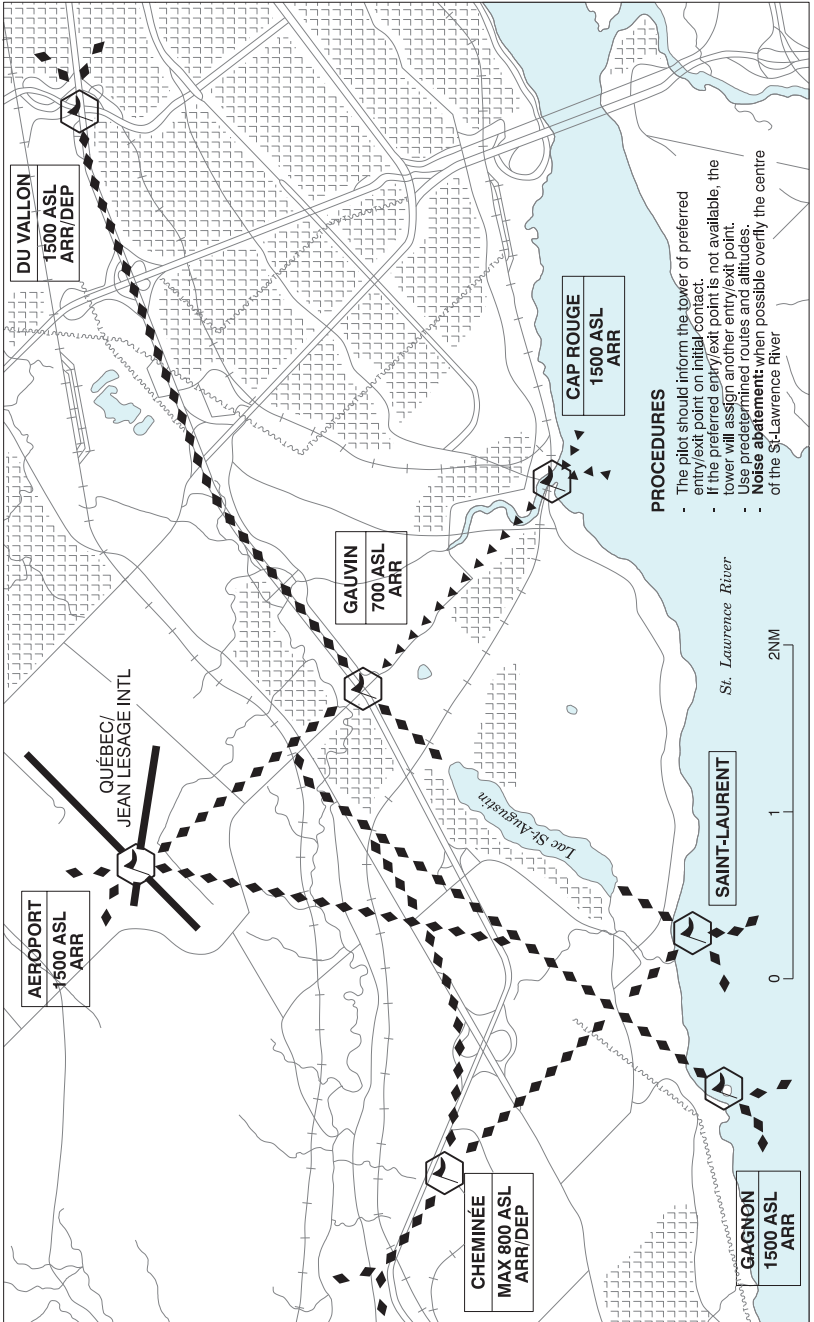 DU VALLON
1500 ASL
ARR/DEP
QUÉBEC/
JEAN LESAGE INTL
AEROPORT
1500 ASL
ARR
GAUVIN
700 ASL
ARR
CAP ROUGE
1500 ASL
ARR
Lac St-Augustin
CHEMINÉE
MAX 800 ASL
ARR/DEP
SAINT-LAURENT
GAGNON
1500 ASL
ARR
St. Lawrence River
0 1 2NM
PROCEDURES
- The pilot should inform the tower of preferred
entry/exit point on initial contact.
- If the preferred entry/exit point is not available, the
tower will assign another entry/exit point.
- Use predetermined routes and altitudes.
- Noise abatement: when possible overfly the centre
of the St-Lawrence River